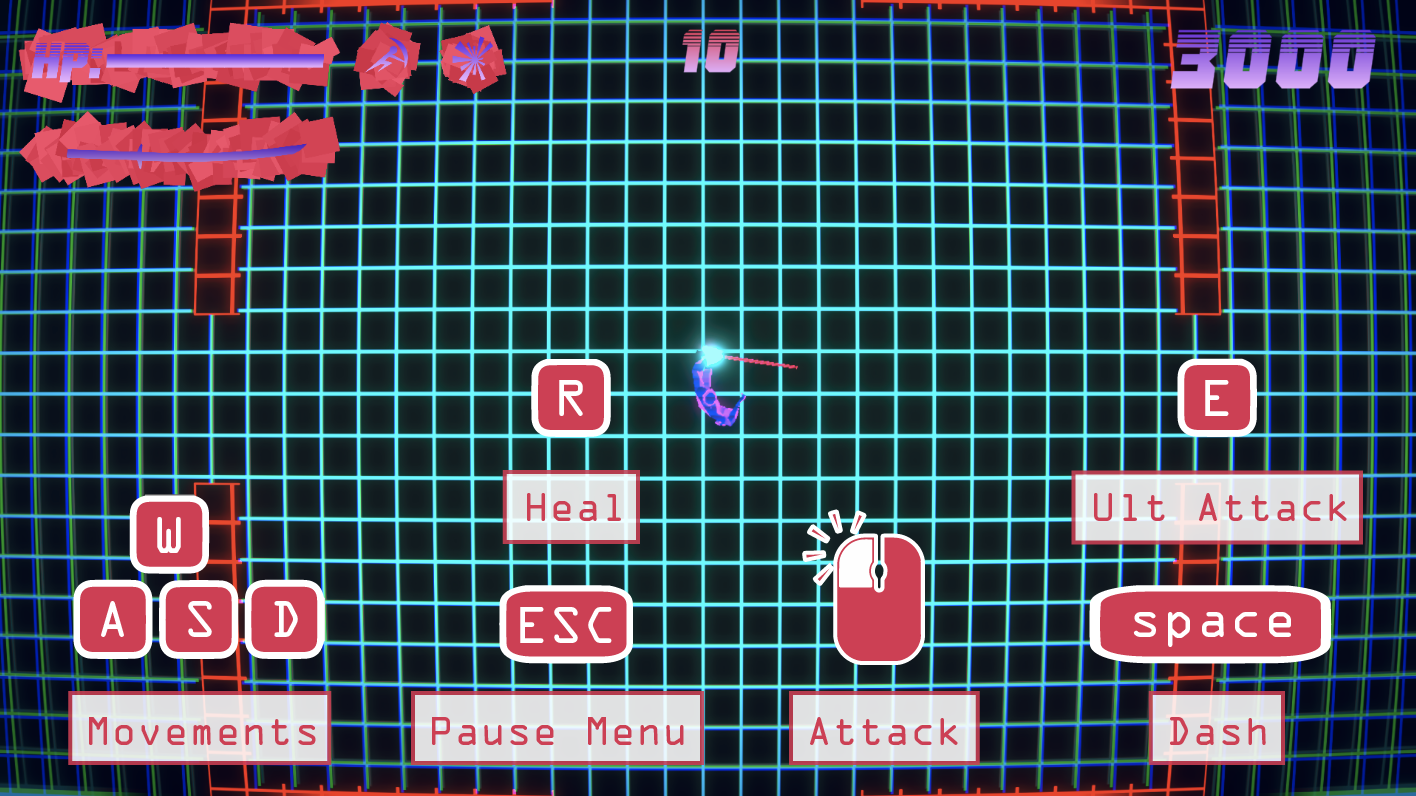 HP:
10
3000
R
E
Heal
Ult Attack
W
A S D
ESC
space
Movements
Pause Menu
Attack
Dash